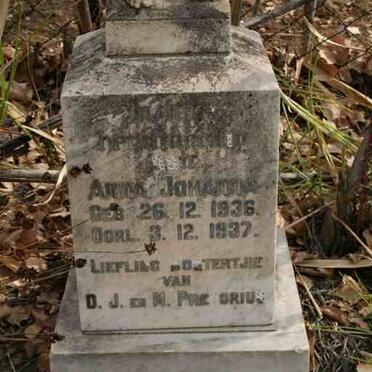 ANNA JOHANNA
GEB. 26. 12. 1936.
OORL. 3. 12. 1937.
LIEFLING DOGTERTJIE
VAN
D. J. EN N. PRETORIUS